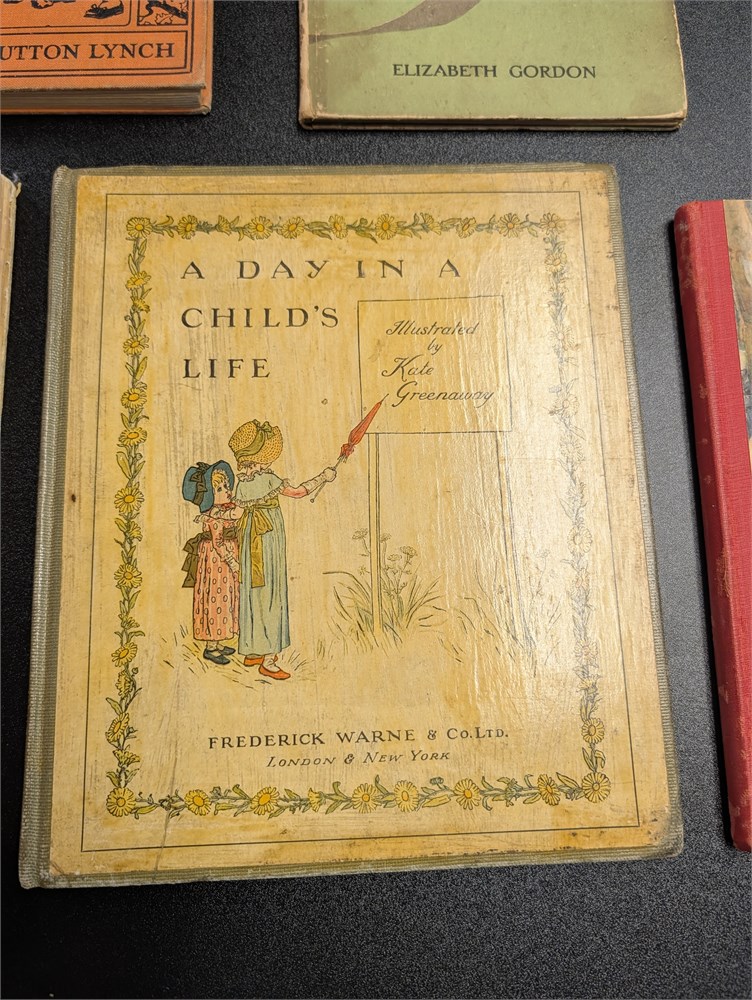 UTTON LYNCH
ELIZABETH GORDON
A DAY IN A
CHILD'S
LIFE
Illustrated
by
Kate
Greenaway
FREDERICK WARNE & CO. LTD.
LONDON & NEW YORK